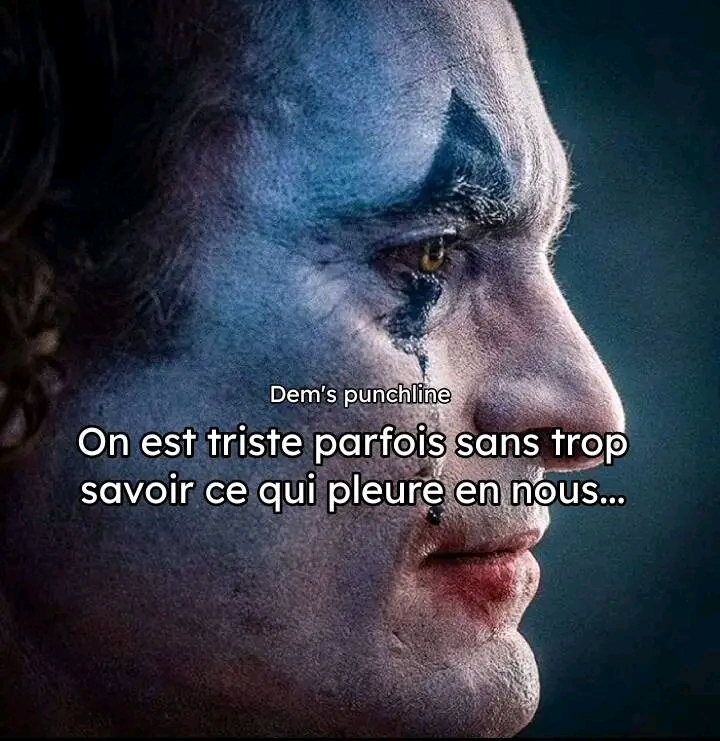 Dem's punchline
On est triste parfois sans trop
savoir ce qui pleure en nous...